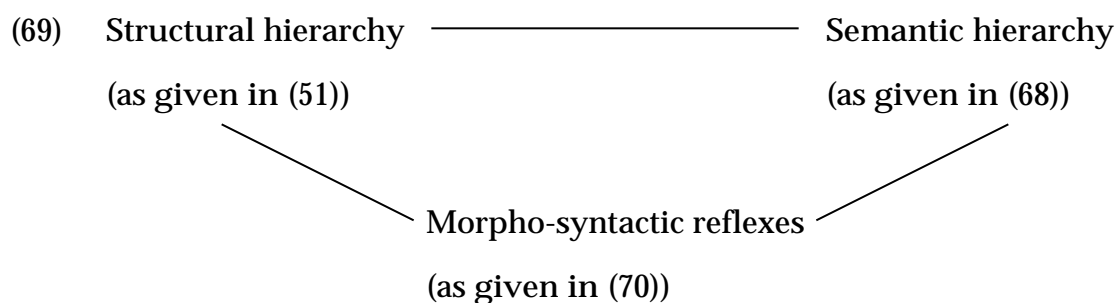 (69) Structural hierarchy Semantic hierarchy
(as given in (51)) (as given in (68))
Morpho-syntactic reflexes
(as given in (70))